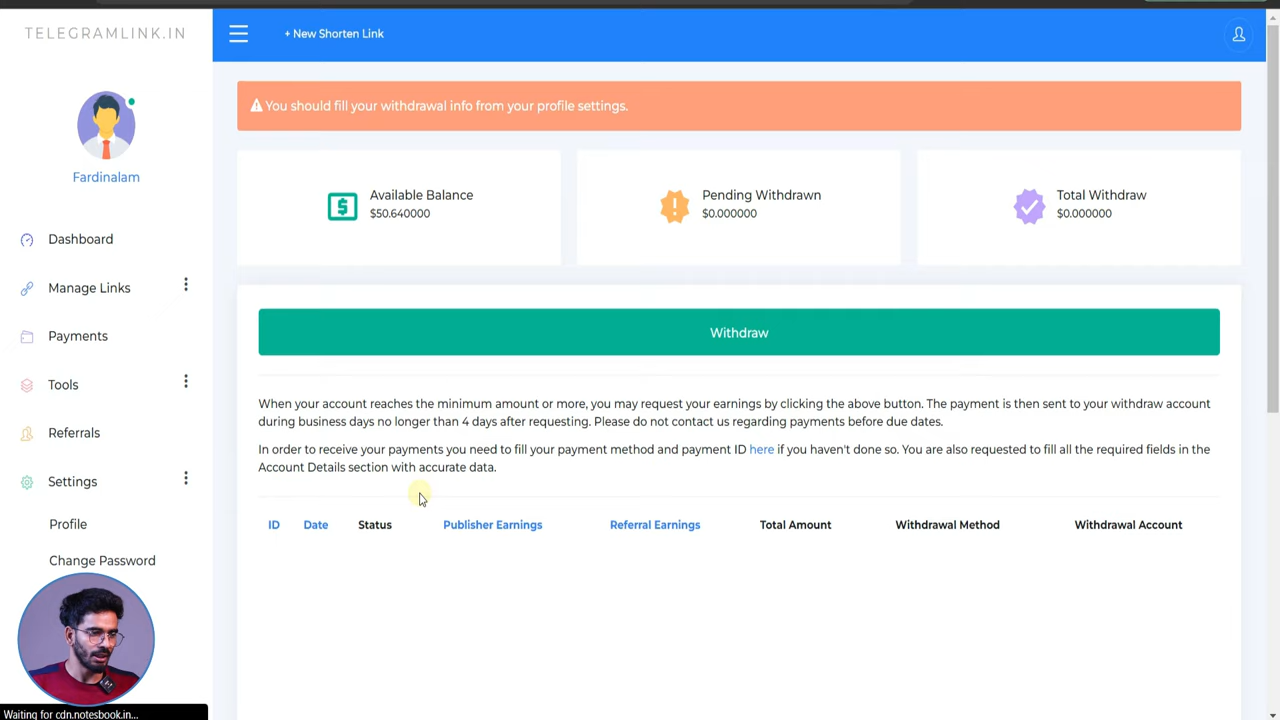 TELEGRAMLINK.IN
+ New Shorten Link
Fardinalam
Dashboard
Manage Links
Payments
Tools
Referrals
Settings
Profile
Change Password
You should fill your withdrawal info from your profile settings.
Available Balance
$50.640000
Pending Withdrawn
$0.000000
Total Withdraw
$0.000000
Withdraw
When your account reaches the minimum amount or more, you may request your earnings by clicking the above button. The payment is then sent to your withdraw account
during business days no longer than 4 days after requesting. Please do not contact us regarding payments before due dates.
In order to receive your payments you need to fill your payment method and payment ID here if you haven't done so. You are also requested to fill all the required fields in the
Account Details section with accurate data.
ID Date Status Publisher Earnings Referral Earnings Total Amount Withdrawal Method Withdrawal Account
Waiting for cdn.notesbook.in...